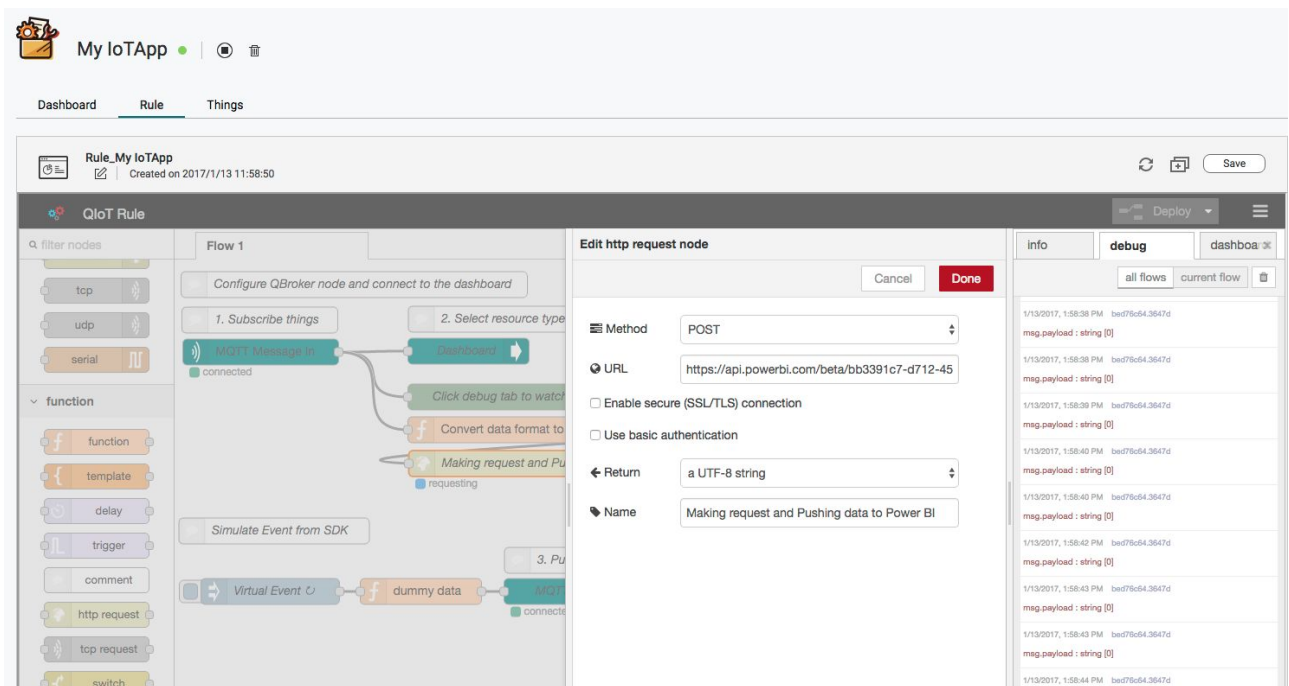 My IoTApp
Dashboard Rule Things
Rule_My IoTApp
Created on 2017/1/13 11:58:50
Save
QIoT Rule
Deploy
filter nodes
tcp
udp
serial
function
function
template
delay
trigger
comment
http request
tcp request
switch
Flow 1
Configure QBroker node and connect to the dashboard
1. Subscribe things
2. Select resource type
MQTT Message In
connected
Dashboard
Click debug tab to watch
Convert data format to
Making request and Pu
requesting
Simulate Event from SDK
3. Pu
Virtual Event ↻
dummy data
MQT
connecte
Edit http request node
Cancel Done
Method POST
URL https://api.powerbi.com/beta/bb3391c7-d712-45
Enable secure (SSL/TLS) connection
Use basic authentication
Return a UTF-8 string
Name Making request and Pushing data to Power BI
info debug dashboar
all flows current flow
1/13/2017, 1:58:38 PM bed76c64.3647d
msg.payload : string [0]
1/13/2017, 1:58:38 PM bed76c64.3647d
msg.payload : string [0]
1/13/2017, 1:58:39 PM bed76c64.3647d
msg.payload : string [0]
1/13/2017, 1:58:40 PM bed76c64.3647d
msg.payload : string [0]
1/13/2017, 1:58:40 PM bed76c64.3647d
msg.payload : string [0]
1/13/2017, 1:58:42 PM bed76c64.3647d
msg.payload : string [0]
1/13/2017, 1:58:43 PM bed76c64.3647d
msg.payload : string [0]
1/13/2017, 1:58:43 PM bed76c64.3647d
msg.payload : string [0]
1/13/2017, 1:58:44 PM bed76c64.3647d